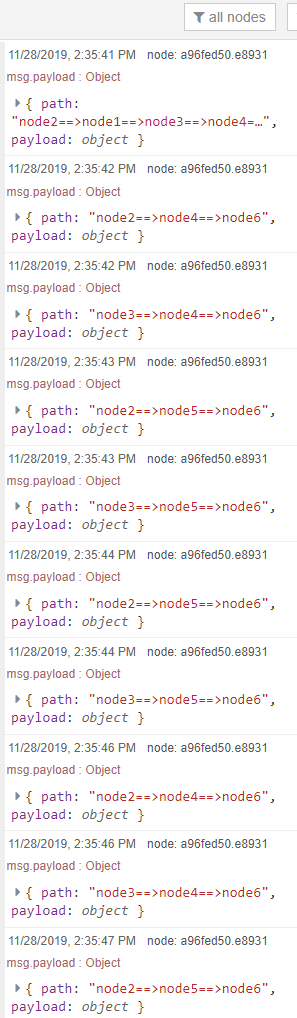 all nodes
11/28/2019, 2:35:41 PM node: a96fed50.e8931
msg.payload : Object
{ path:
"node2==>node1==>node3==>node4=…",
payload: object }
11/28/2019, 2:35:42 PM node: a96fed50.e8931
msg.payload : Object
{ path: "node2==>node4==>node6",
payload: object }
11/28/2019, 2:35:42 PM node: a96fed50.e8931
msg.payload : Object
{ path: "node3==>node4==>node6",
payload: object }
11/28/2019, 2:35:43 PM node: a96fed50.e8931
msg.payload : Object
{ path: "node2==>node5==>node6",
payload: object }
11/28/2019, 2:35:43 PM node: a96fed50.e8931
msg.payload : Object
{ path: "node3==>node5==>node6",
payload: object }
11/28/2019, 2:35:44 PM node: a96fed50.e8931
msg.payload : Object
{ path: "node2==>node5==>node6",
payload: object }
11/28/2019, 2:35:44 PM node: a96fed50.e8931
msg.payload : Object
{ path: "node3==>node5==>node6",
payload: object }
11/28/2019, 2:35:46 PM node: a96fed50.e8931
msg.payload : Object
{ path: "node2==>node4==>node6",
payload: object }
11/28/2019, 2:35:46 PM node: a96fed50.e8931
msg.payload : Object
{ path: "node3==>node4==>node6",
payload: object }
11/28/2019, 2:35:47 PM node: a96fed50.e8931
msg.payload : Object
{ path: "node2==>node5==>node6",
payload: object }